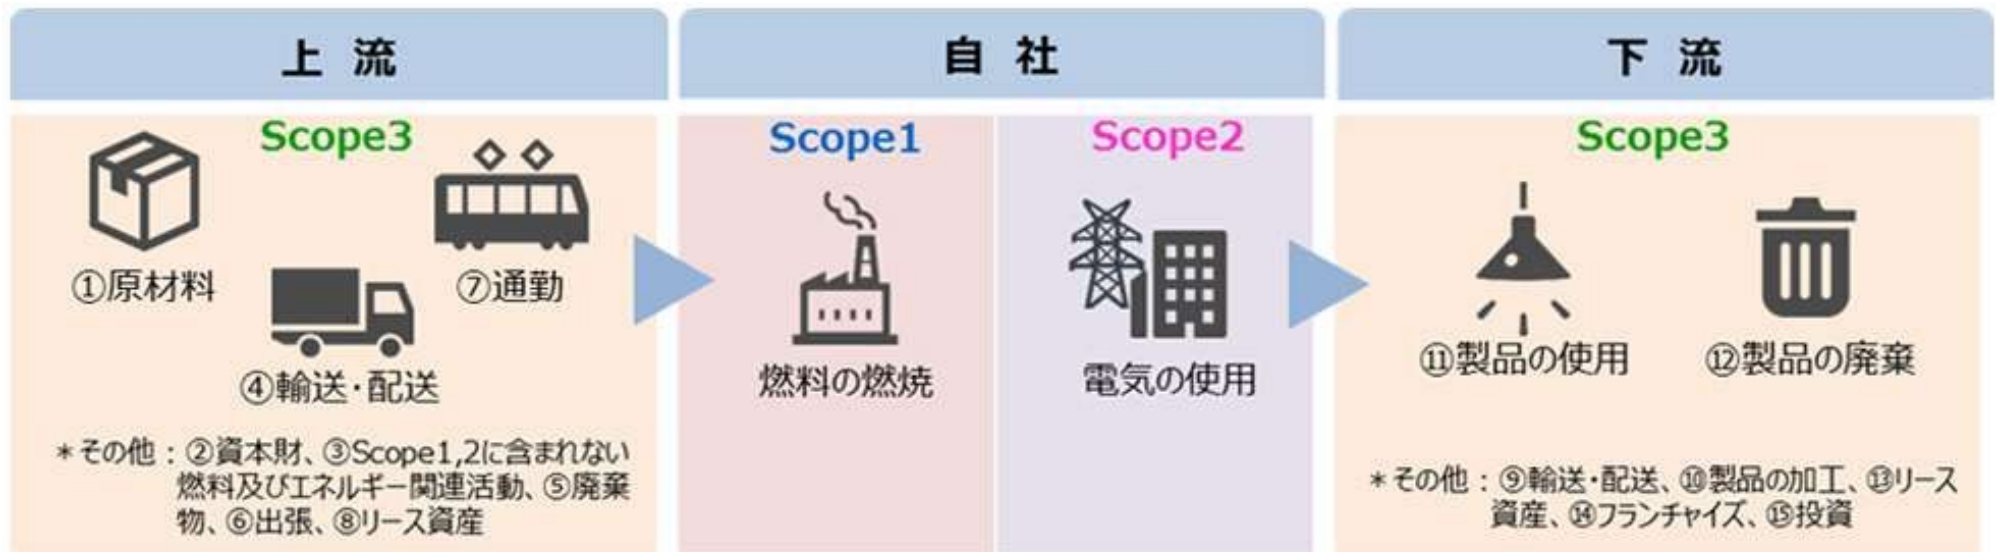 上 流
自 社
下 流
Scope3
①原材料
④輸送・配送
⑦通勤
＊その他：②資本財、③Scope1,2に含まれない
燃料及びエネルギー関連活動、⑤廃棄
物、⑥出張、⑧リース資産
Scope1
燃料の燃焼
Scope2
電気の使用
Scope3
⑪製品の使用
⑫製品の廃棄
＊その他：⑨輸送・配送、⑩製品の加工、⑬リース
資産、⑭フランチャイズ、⑮投資